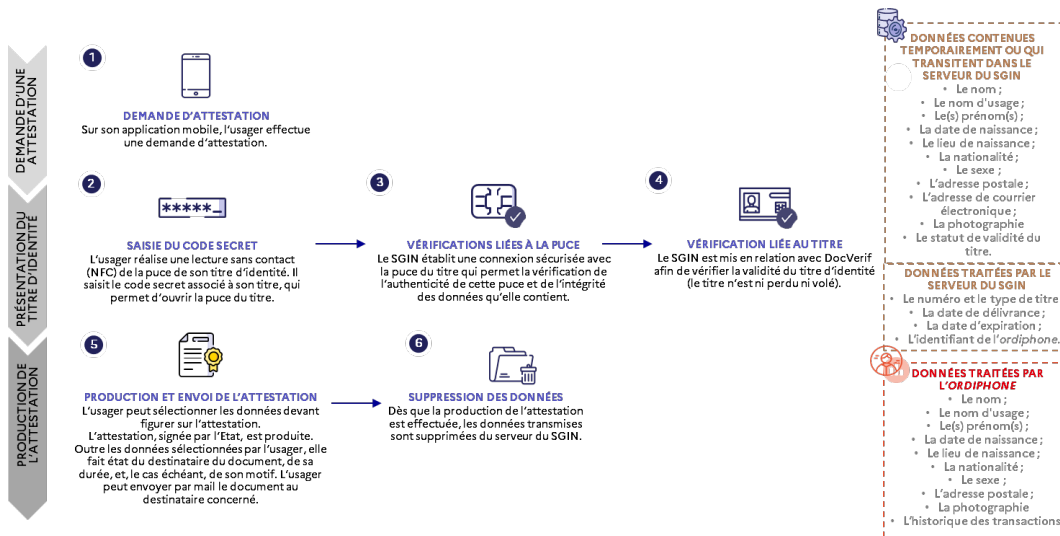 DEMANDE D'UNE
ATTESTATION
1
DEMANDE D'ATTESTATION
Sur son application mobile, l'usager effectue
une demande d'attestation.
PRÉSENTATION DU
TITRE D'IDENTITÉ
2
*****_
SAISIE DU CODE SECRET
L'usager réalise une lecture sans contact
(NFC) de la puce de son titre d'identité. Il
saisit le code secret associé à son titre, qui
permet d'ouvrir la puce du titre.
3
VÉRIFICATIONS LIÉES À LA PUCE
Le SGIN établit une connexion sécurisée avec
la puce du titre qui permet la vérification de
l'authenticité de cette puce et de l'intégrité
des données qu'elle contient.
4
VÉRIFICATION LIÉE AU TITRE
Le SGIN est mis en relation avec DocVerif
afin de vérifier la validité du titre d'identité
(le titre n'est ni perdu ni volé).
PRODUCTION DE
L'ATTESTATION
5
PRODUCTION ET ENVOI DE L'ATTESTATION
L'usager peut sélectionner les données devant
figurer sur l'attestation.
L'attestation, signée par l'Etat, est produite.
Outre les données sélectionnées par l'usager, elle
fait état du destinataire du document, de sa
durée, et, le cas échéant, de son motif. L'usager
peut envoyer par mail le document au
destinataire concerné.
6
SUPPRESSION DES DONNÉES
Dès que la production de l'attestation
est effectuée, les données transmises
sont supprimées du serveur du SGIN.
DONNÉES CONTENUES
TEMPORAIREMENT OU QUI
TRANSITENT DANS LE
SERVEUR DU SGIN
• Le nom ;
• Le nom d'usage ;
• Le(s) prénom(s) ;
• La date de naissance ;
• Le lieu de naissance ;
• La nationalité ;
• Le sexe ;
• L'adresse postale ;
• L'adresse de courrier
électronique ;
• La photographie
• Le statut de validité du
titre.
DONNÉES TRAITÉES PAR LE
SERVEUR DU SGIN
• Le numéro et le type de titre
• La date de délivrance ;
• La date d'expiration ;
• L'identifiant de l'ordiphone.
DONNÉES TRAITÉES PAR
L'ORDIPHONE
• Le nom ;
• Le nom d'usage ;
• Le(s) prénom(s) ;
• La date de naissance ;
• Le lieu de naissance ;
• La nationalité ;
• Le sexe ;
• L'adresse postale ;
• La photographie
• L'historique des transactions